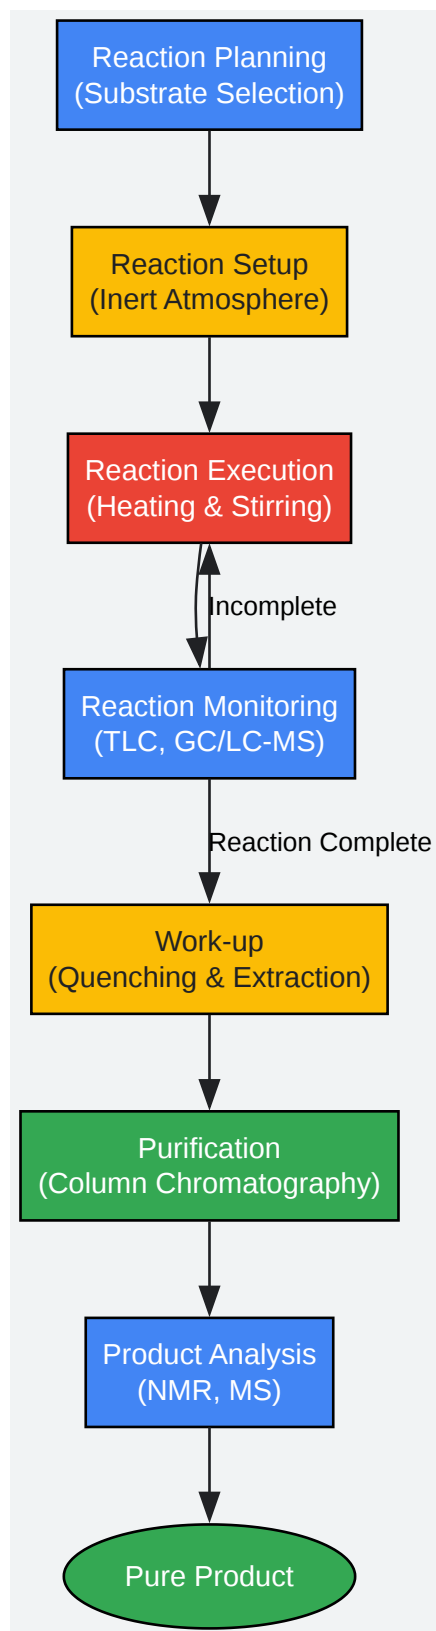 Reaction Planning
(Substrate Selection)
Reaction Setup
(Inert Atmosphere)
Reaction Execution
(Heating & Stirring)
Incomplete
Reaction Monitoring
(TLC, GC/LC-MS)
Reaction Complete
Work-up
(Quenching & Extraction)
Purification
(Column Chromatography)
Product Analysis
(NMR, MS)
Pure Product